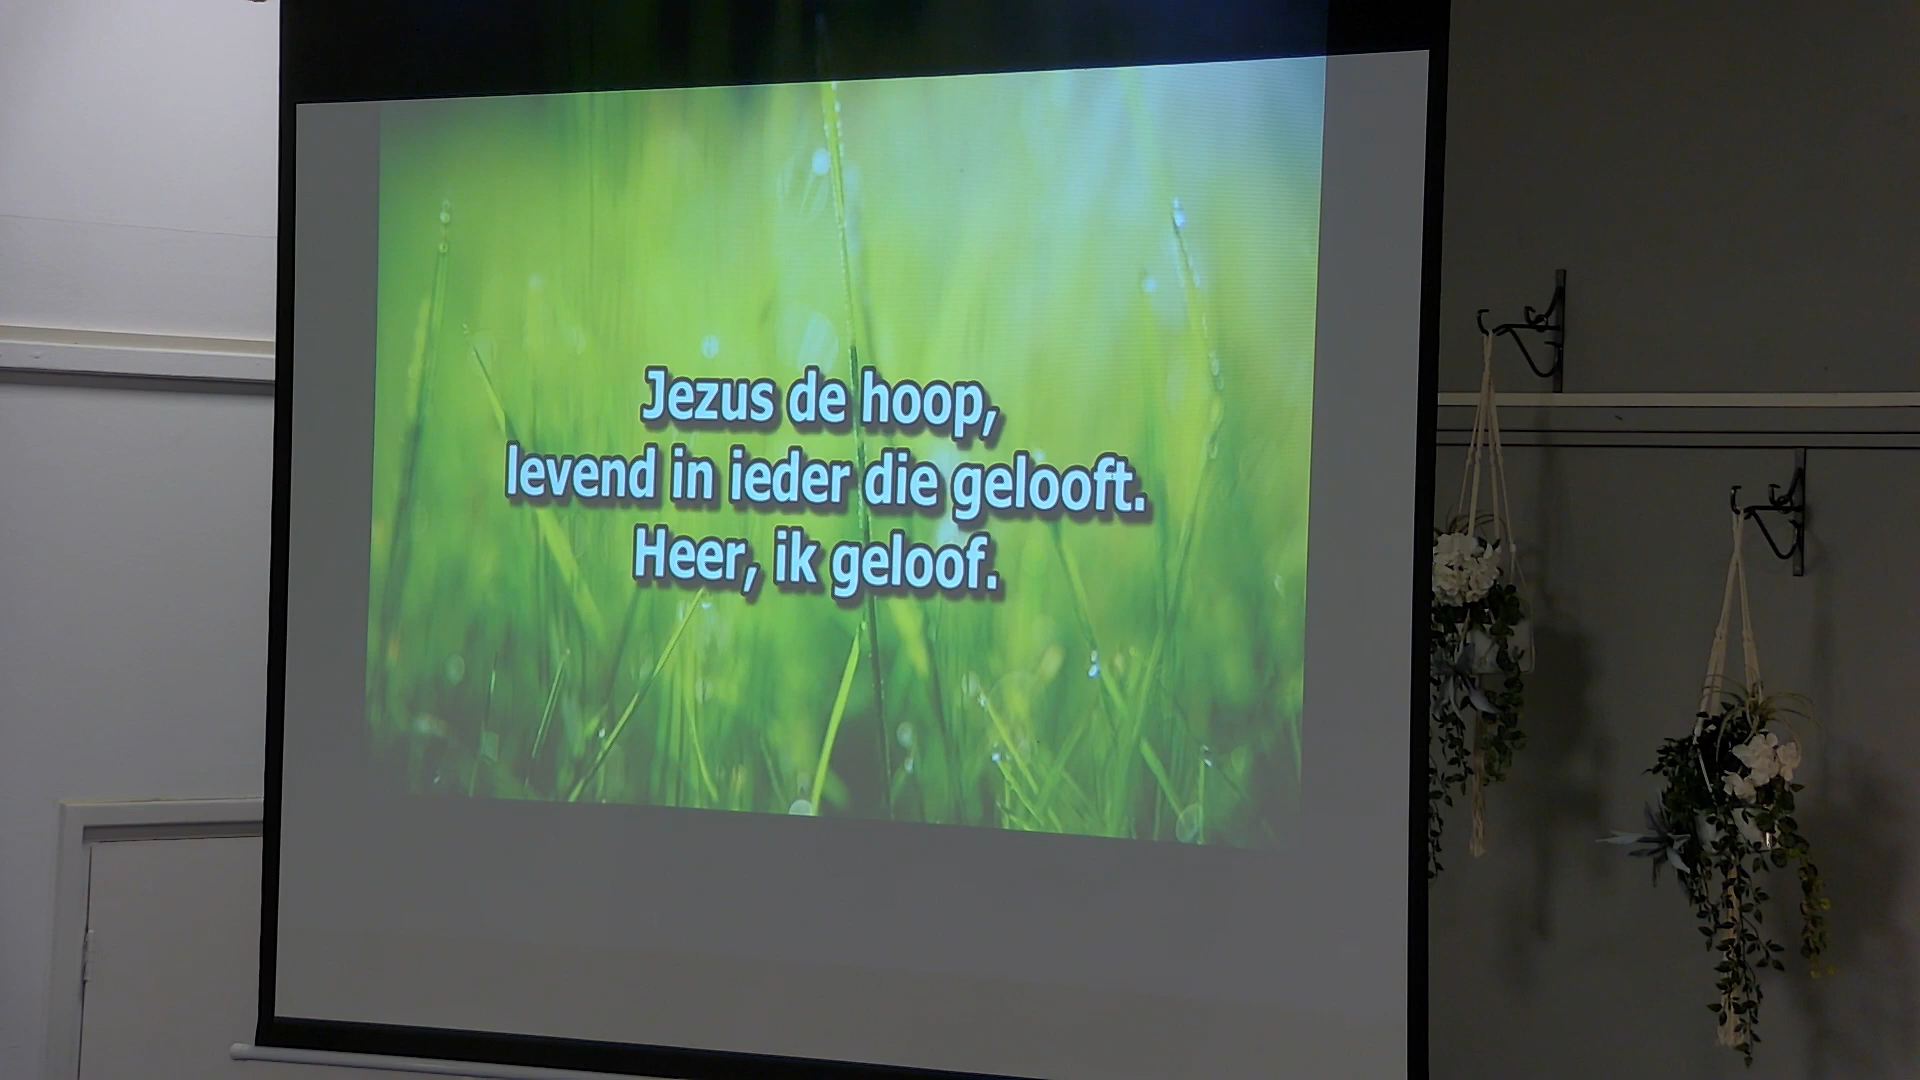 Jezus de hoop,
levend in ieder die gelooft.
Heer, ik geloof.